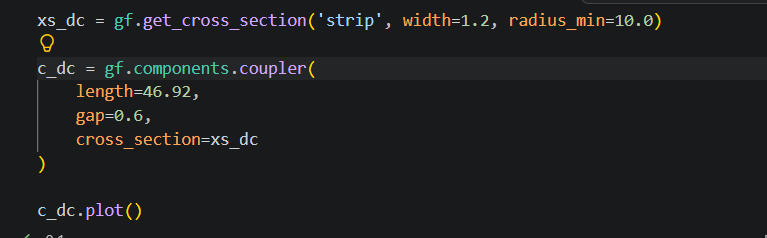 xs_dc = gf.get_cross_section('strip', width=1.2, radius_min=10.0)
c_dc = gf.components.coupler(
    length=46.92,
    gap=0.6,
    cross_section=xs_dc
)
c_dc.plot()